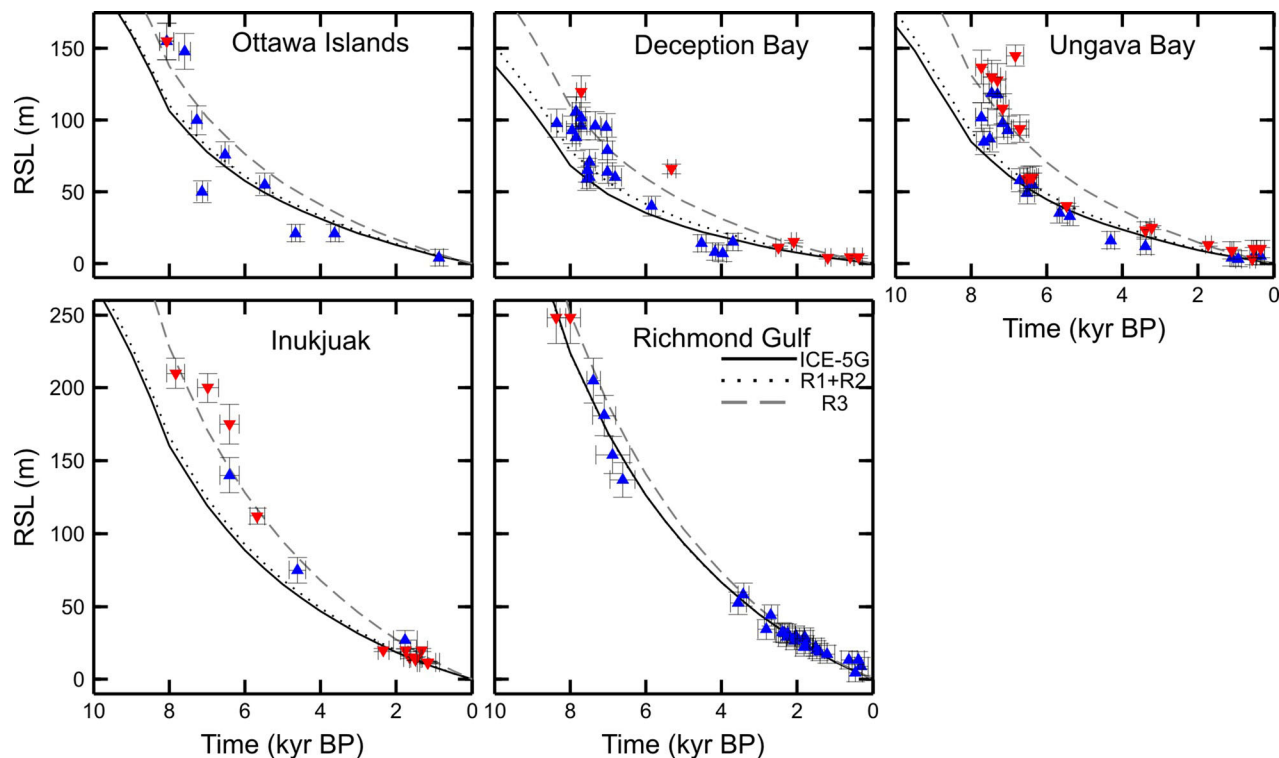 Ottawa Islands
Deception Bay
Ungava Bay
RSL (m)
150
100
50
0
10 8 6 4 2 0
Time (kyr BP)
Inukjuak
Richmond Gulf
ICE-5G
R1+R2
R3
RSL (m)
250
200
150
100
50
0
10 8 6 4 2 0
10 8 6 4 2 0
Time (kyr BP)
Time (kyr BP)